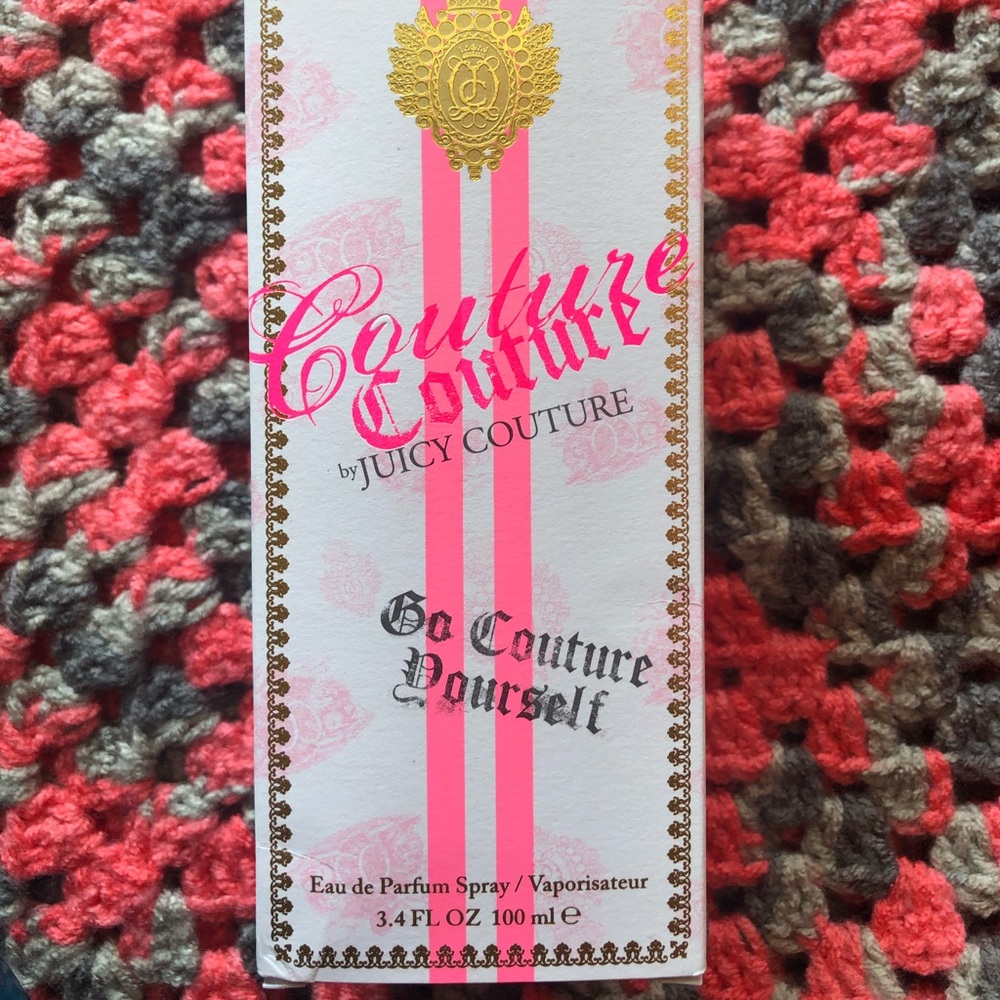 Couture
Couture
by JUICY COUTURE
Go Couture
Yourself
Eau de Parfum Spray / Vaporisateur
3.4 FL OZ 100 ml ℮